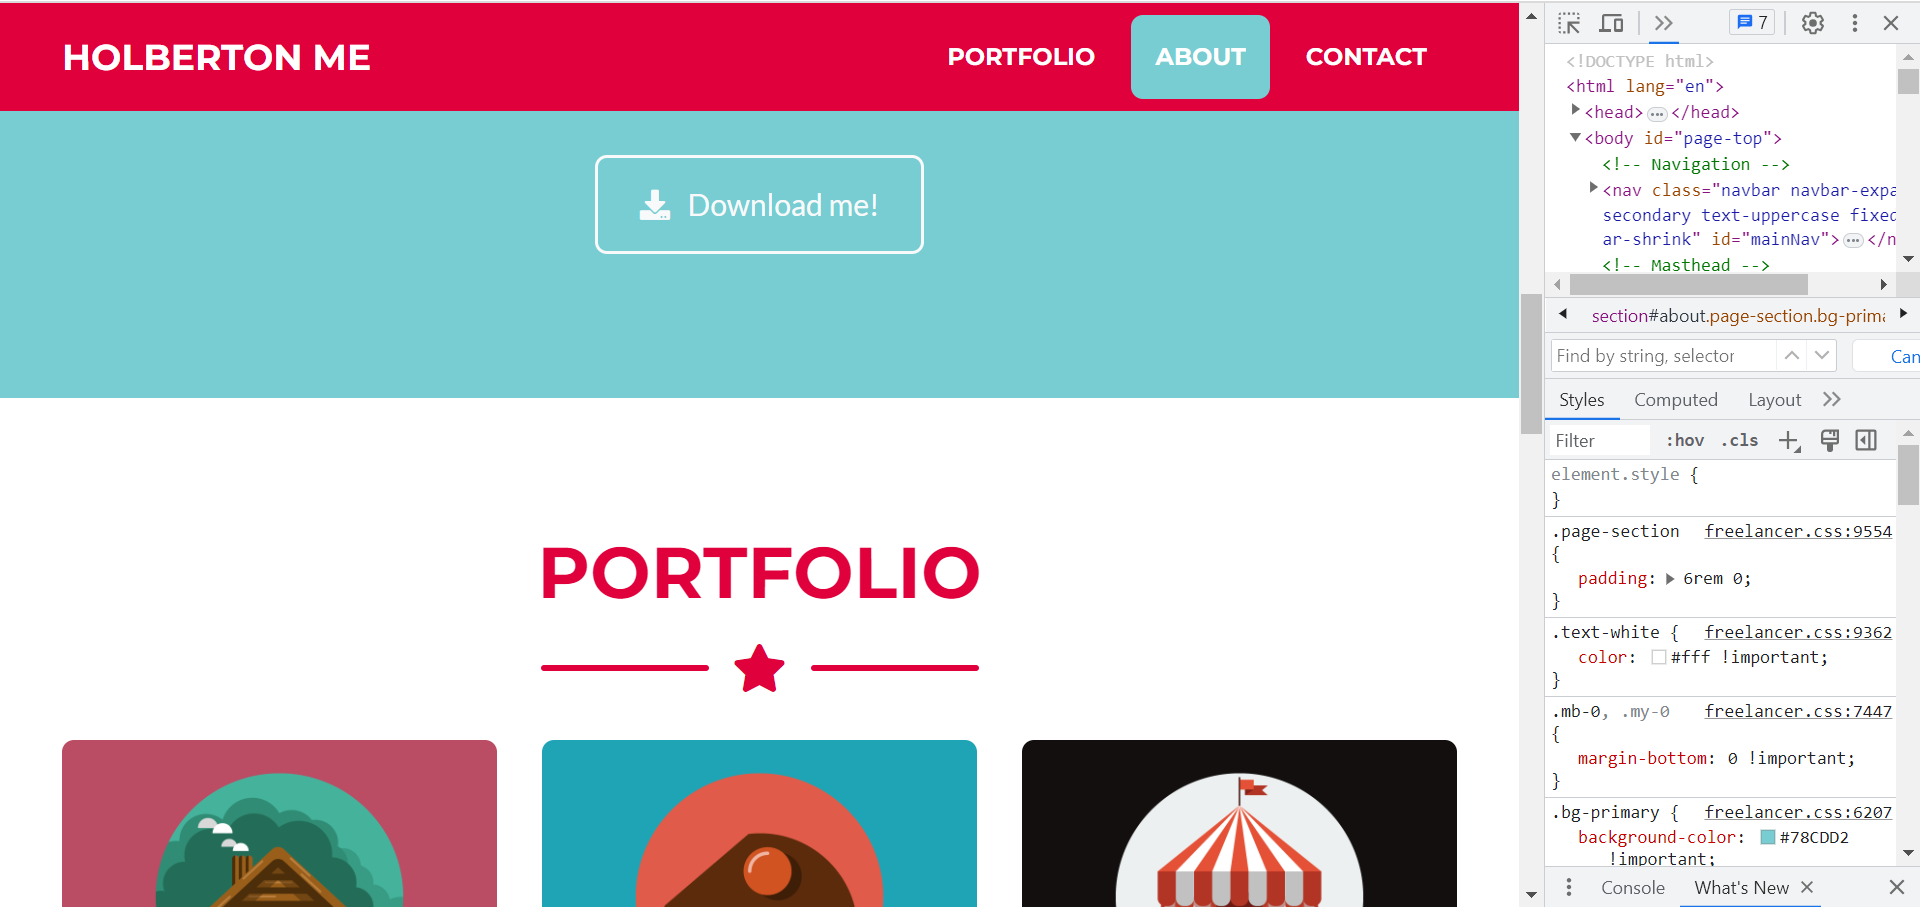 HOLBERTON ME
PORTFOLIO ABOUT CONTACT
Download me!
PORTFOLIO
7
<!DOCTYPE html>
<html lang="en">
<head>…</head>
<body id="page-top">
<!-- Navigation -->
<nav class="navbar navbar-expa
secondary text-uppercase fixed
ar-shrink" id="mainNav">…</n
<!-- Masthead -->
section#about.page-section.bg-prima
Find by string, selector
Can
Styles Computed Layout
Filter :hov .cls
element.style {
}
.page-section freelancer.css:9554
{
padding: 6rem 0;
}
.text-white { freelancer.css:9362
color: #fff !important;
}
.mb-0, .my-0 freelancer.css:7447
{
margin-bottom: 0 !important;
}
.bg-primary { freelancer.css:6207
background-color: #78CDD2
!important;
Console What's New